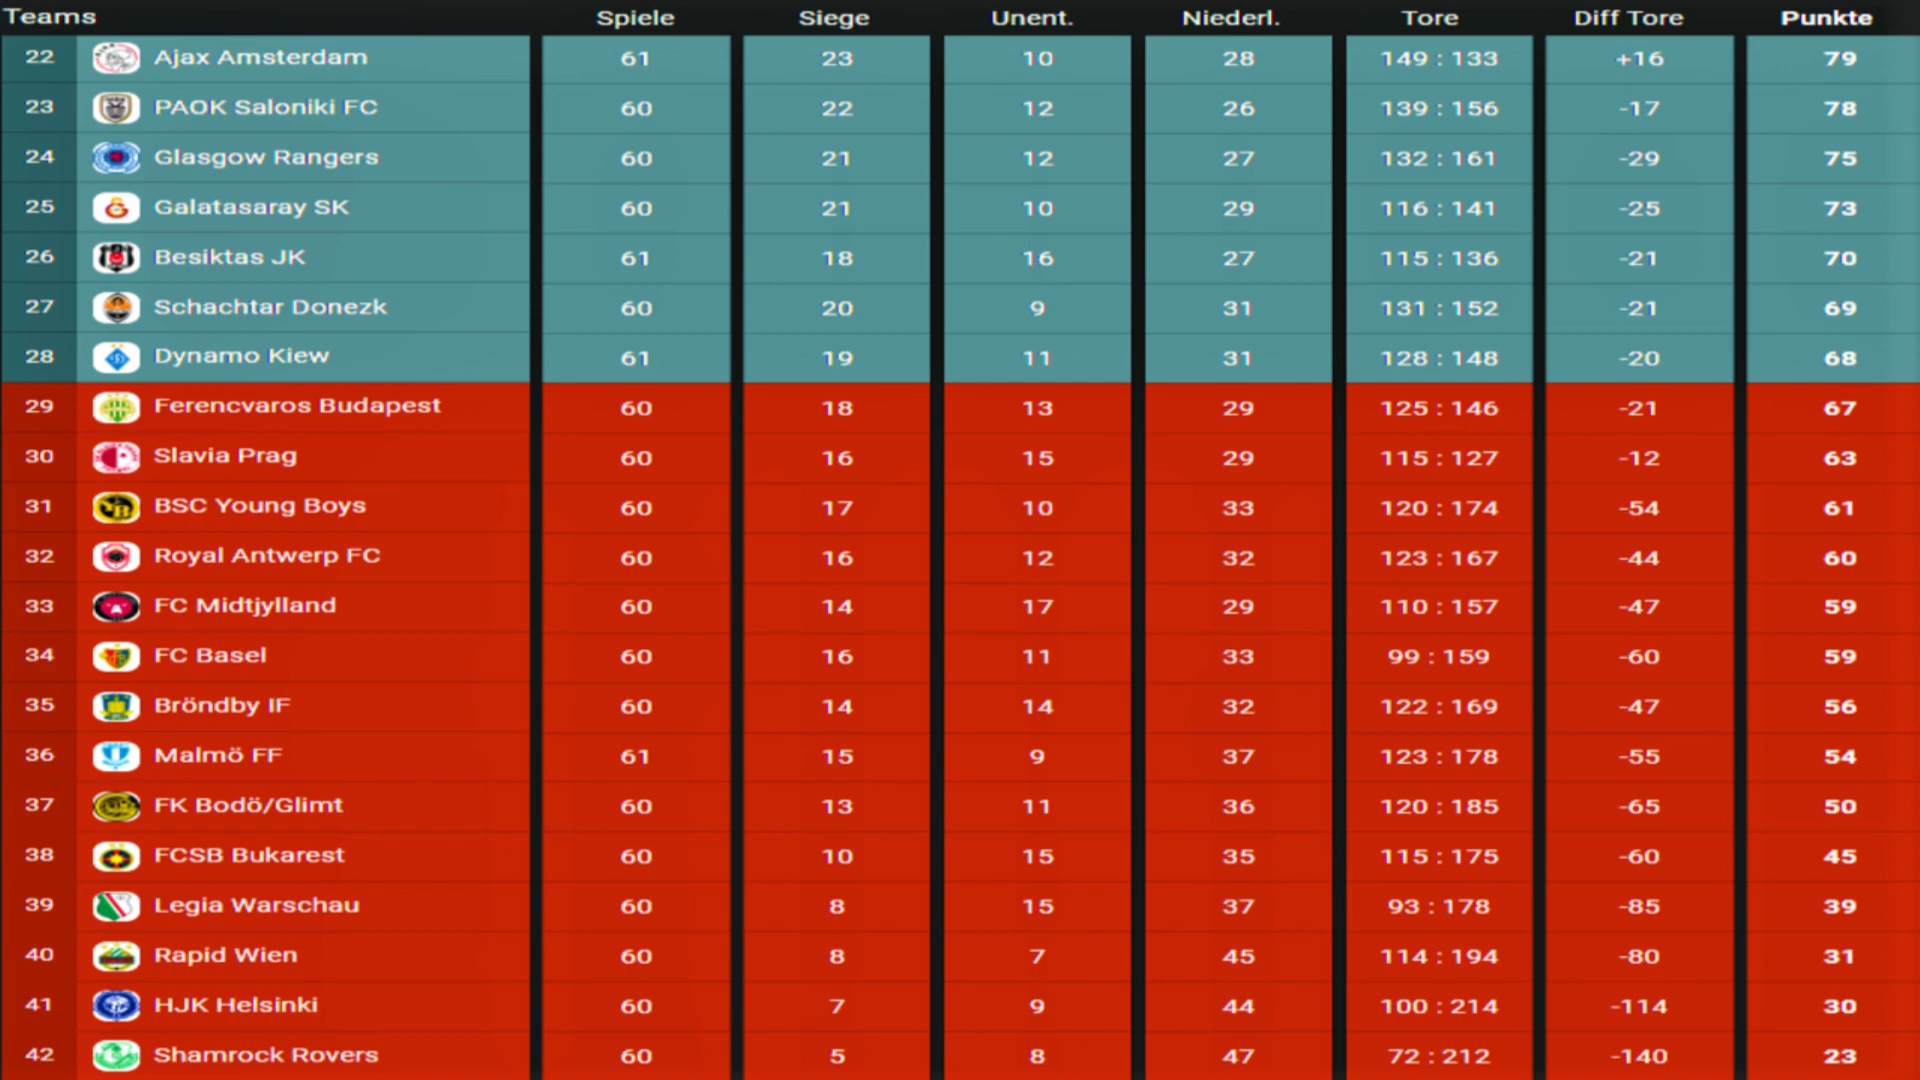 Teams Spiele Siege Unent. Niederl. Tore Diff Tore Punkte
22 Ajax Amsterdam 61 23 10 28 149 : 133 +16 79
23 PAOK Saloniki FC 60 22 12 26 139 : 156 -17 78
24 Glasgow Rangers 60 21 12 27 132 : 161 -29 75
25 Galatasaray SK 60 21 10 29 116 : 141 -25 73
26 Besiktas JK 61 18 16 27 115 : 136 -21 70
27 Schachtar Donezk 60 20 9 31 131 : 152 -21 69
28 Dynamo Kiew 61 19 11 31 128 : 148 -20 68
29 Ferencvaros Budapest 60 18 13 29 125 : 146 -21 67
30 Slavia Prag 60 16 15 29 115 : 127 -12 63
31 BSC Young Boys 60 17 10 33 120 : 174 -54 61
32 Royal Antwerp FC 60 16 12 32 123 : 167 -44 60
33 FC Midtjylland 60 14 17 29 110 : 157 -47 59
34 FC Basel 60 16 11 33 99 : 159 -60 59
35 Bröndby IF 60 14 14 32 122 : 169 -47 56
36 Malmö FF 61 15 9 37 123 : 178 -55 54
37 FK Bodö/Glimt 60 13 11 36 120 : 185 -65 50
38 FCSB Bukarest 60 10 15 35 115 : 175 -60 45
39 Legia Warschau 60 8 15 37 93 : 178 -85 39
40 Rapid Wien 60 8 7 45 114 : 194 -80 31
41 HJK Helsinki 60 7 9 44 100 : 214 -114 30
42 Shamrock Rovers 60 5 8 47 72 : 212 -140 23